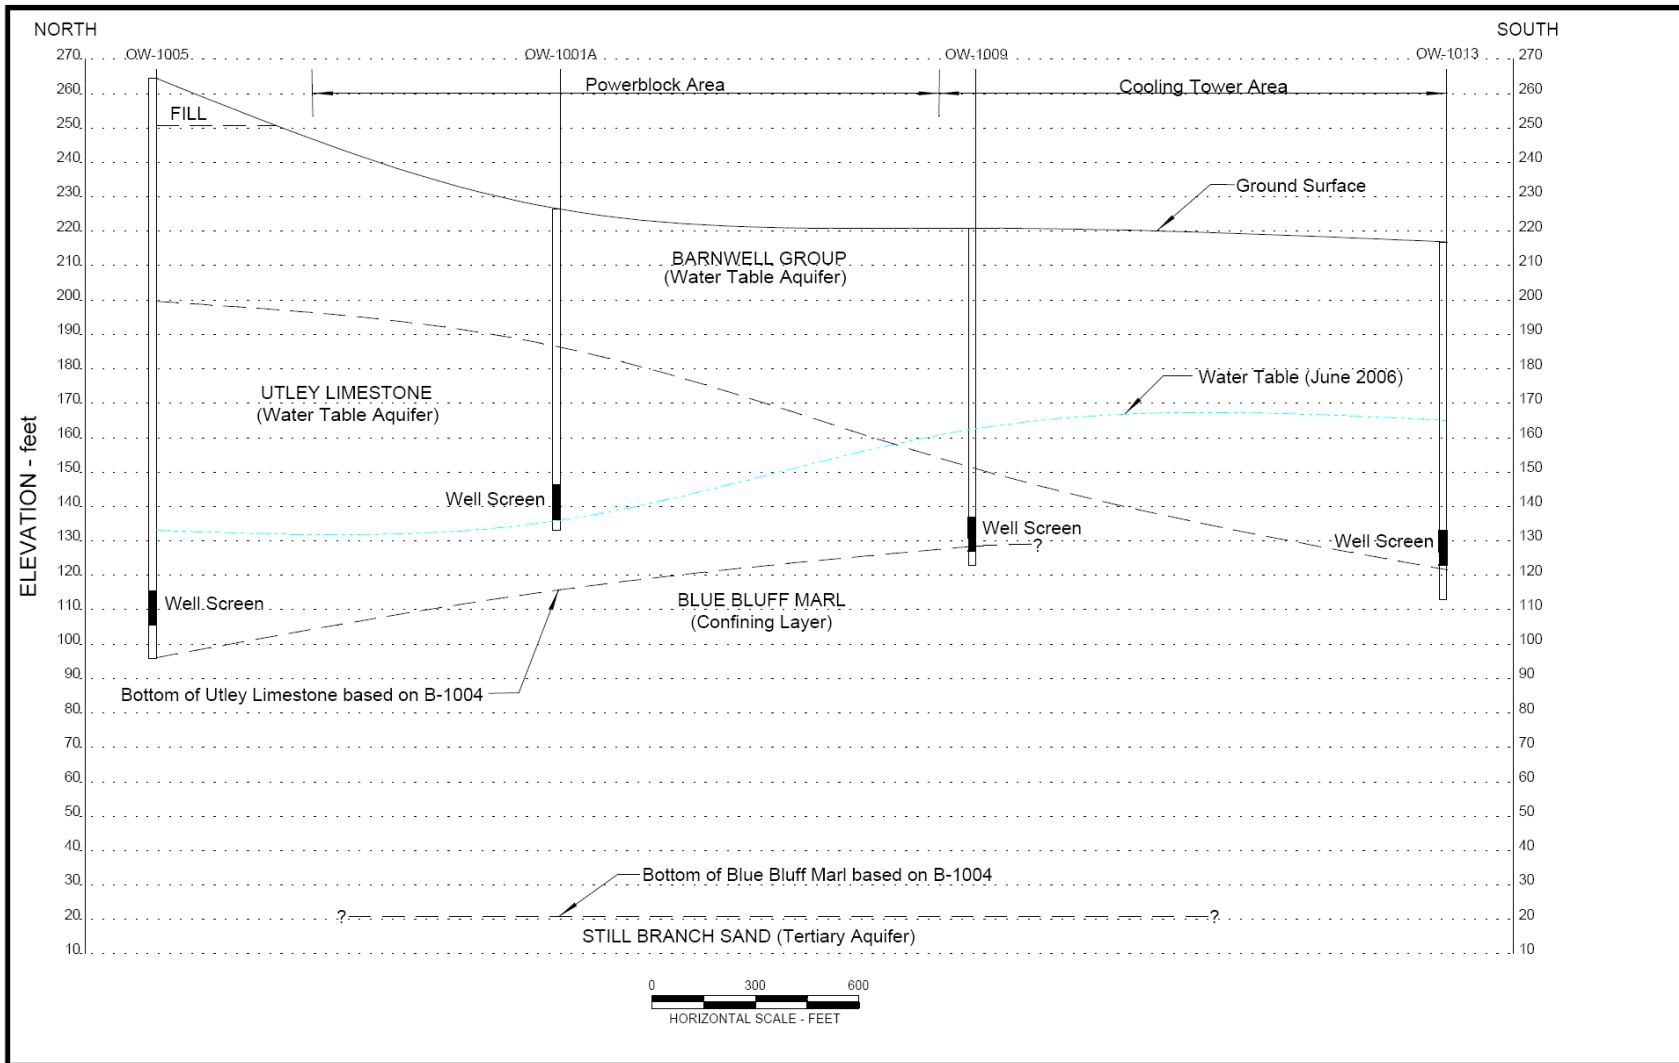 NORTH
SOUTH
OW-1005
OW-1001A
OW-1009
OW-1013
270
270
Powerblock Area
Cooling Tower Area
260
260
FILL
250
250
240
240
230
230
Ground Surface
220
220
BARNWELL GROUP
(Water Table Aquifer)
210
210
200
200
190
190
180
180
Water Table (June 2006)
UTLEY LIMESTONE
(Water Table Aquifer)
170
170
160
160
150
150
Well Screen
140
140
Well Screen
Well Screen
130
130
?
120
120
Well Screen
BLUE BLUFF MARL
(Confining Layer)
110
110
100
100
90
90
Bottom of Utley Limestone based on B-1004
80
80
70
70
60
60
50
50
40
40
Bottom of Blue Bluff Marl based on B-1004
30
30
20
?
?
20
STILL BRANCH SAND (Tertiary Aquifer)
10
10
ELEVATION - feet
0 300 600
HORIZONTAL SCALE - FEET